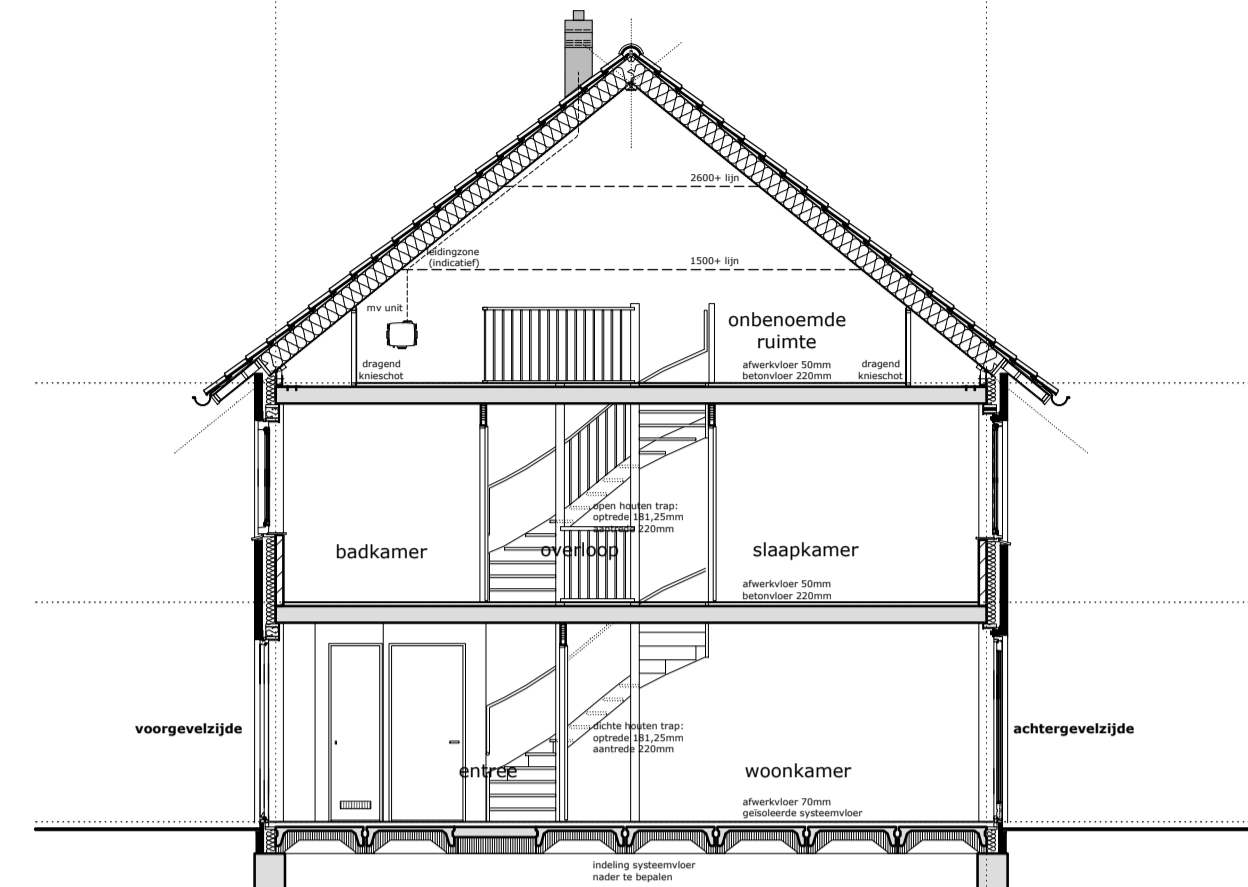 2600+ lijn
leidingzone
(indicatief)
1500+ lijn
mv unit
onbenoemde
ruimte
dragend
knieschot
afwerkvloer 50mm
betonvloer 220mm
dragend
knieschot
open houten trap:
optrede 181,25mm
aantrede 220mm
badkamer
overloop
slaapkamer
afwerkvloer 50mm
betonvloer 220mm
voorgevelzijde
dichte houten trap:
optrede 181,25mm
aantrede 220mm
achtergevelzijde
entree
woonkamer
afwerkvloer 70mm
geïsoleerde systeemvloer
indeling systeemvloer
nader te bepalen